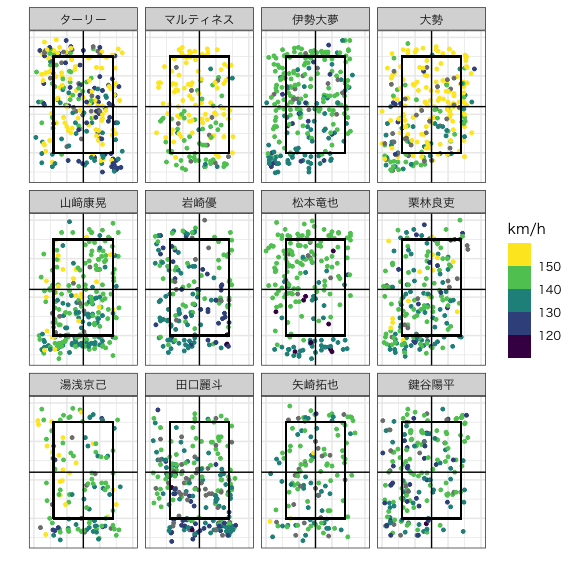 ターリー
マルティネス
伊勢大夢
大勢
山﨑康晃
岩崎優
松本竜也
栗林良吏
湯浅京己
田口麗斗
矢崎拓也
鍵谷陽平
km/h
150
140
130
120